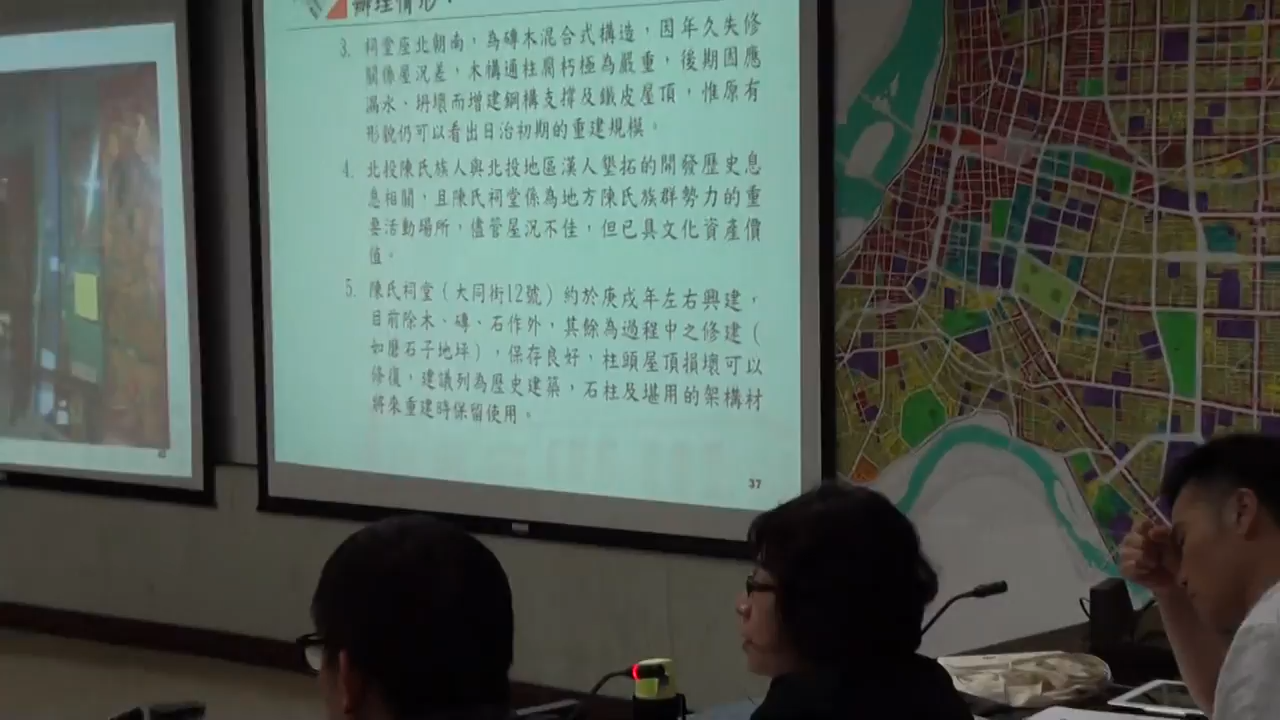 辦理情形：
3. 祠堂座北朝南，為磚木混合式構造，因年久失修
關係屋況差，木構通柱腐朽極為嚴重，後期因應
漏水、坍壞而增建鋼構支撐及鐵皮屋頂，惟原有
形貌仍可以看出日治初期的重建規模。
4. 北投陳氏族人與北投地區漢人墾拓的開發歷史息
息相關，且陳氏祠堂係為地方陳氏族群勢力的重
要活動場所，儘管屋況不佳，但已具文化資產價
值。
5. 陳氏祠堂（大同街12號）約於庚戌年左右興建，
目前除木、磚、石作外，其餘為過程中之修建（
如磨石子地坪），保存良好，柱頭屋頂損壞可以
修復，建議列為歷史建築，石柱及堪用的架構材
將來重建時保留使用。
37